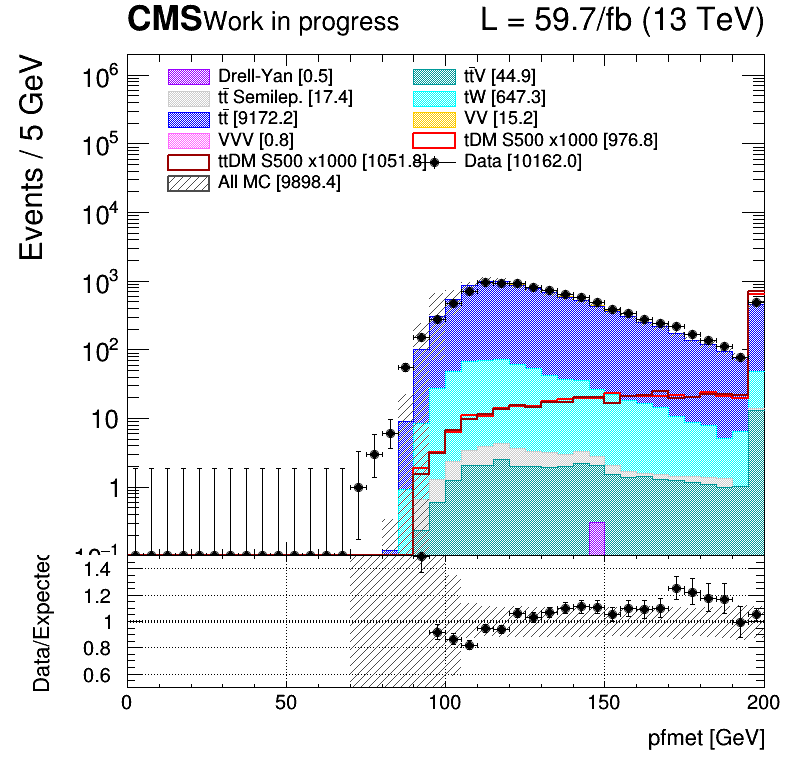 CMS Work in progress L = 59.7/fb (13 TeV)
Events / 5 GeV
Drell-Yan [0.5] tt̄V [44.9]
tt̄ Semilep. [17.4] tW [647.3]
tt̄ [9172.2] VV [15.2]
VVV [0.8] tDM S500 x1000 [976.8]
ttDM S500 x1000 [1051.8] Data [10162.0]
All MC [9898.4]
10⁶
10⁵
10⁴
10³
10²
10
1
10⁻¹
Data/Expected
1.4
1.2
1
0.8
0.6
0 50 100 150 200
pfmet [GeV]